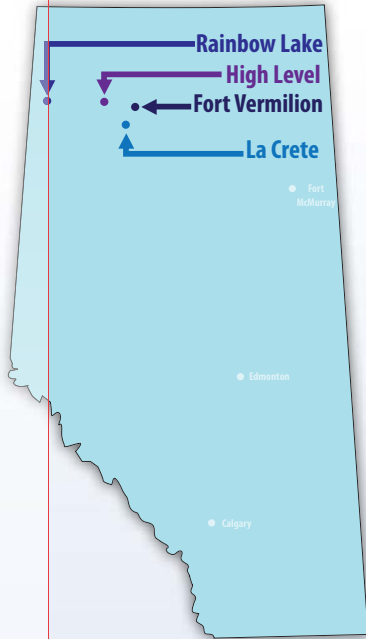 Rainbow Lake
High Level
Fort Vermilion
La Crete
Fort
McMurray
Edmonton
Calgary